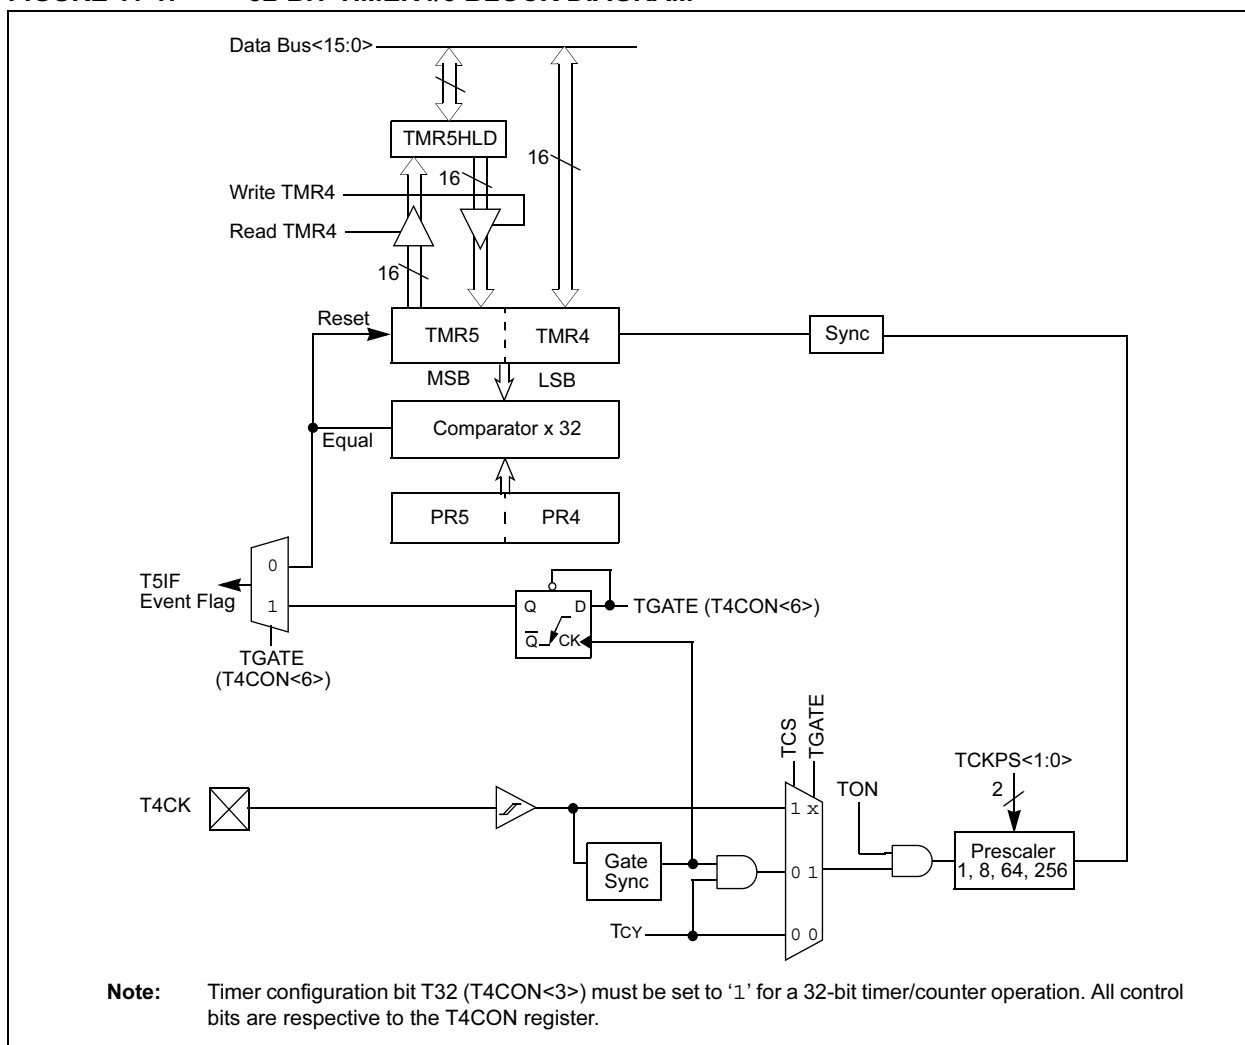 Data Bus<15:0>
TMR5HLD
16
16
Write TMR4
Read TMR4
16
Reset
TMR5
TMR4
Sync
MSB
LSB
Equal
Comparator x 32
PR5
PR4
0
1
T5IF
Event Flag
TGATE
(T4CON<6>)
Q
D
Q
CK
TGATE (T4CON<6>)
TCS
TGATE
TCKPS<1:0>
2
TON
T4CK
1 x
Gate
Sync
0 1
Prescaler
1, 8, 64, 256
TCY
0 0
Note: Timer configuration bit T32 (T4CON<3>) must be set to ‘1’ for a 32-bit timer/counter operation. All control
bits are respective to the T4CON register.